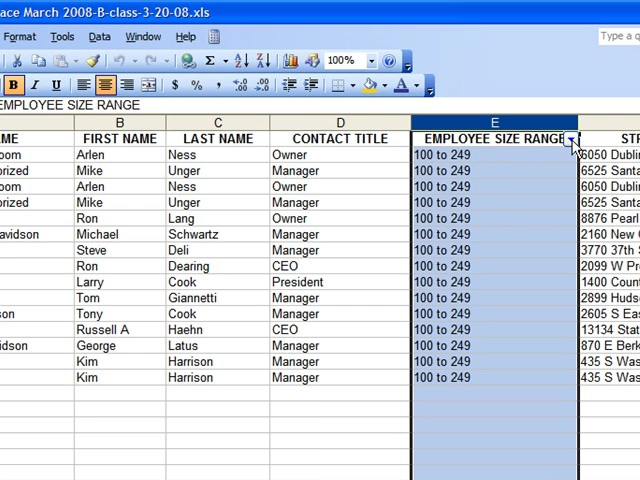 ace March 2008-B-class-3-20-08.xls
Format Tools Data Window Help Type a q
Σ 100%
B I U $ % ,
EMPLOYEE SIZE RANGE
B C D E
ME FIRST NAME LAST NAME CONTACT TITLE EMPLOYEE SIZE RANGE STR
oom Arlen Ness Owner 100 to 249 6050 Dublin
orized Mike Unger Manager 100 to 249 6525 Santa
oom Arlen Ness Owner 100 to 249 6050 Dublin
orized Mike Unger Manager 100 to 249 6525 Santa
Ron Lang Owner 100 to 249 8876 Pearl
avidson Michael Schwartz Manager 100 to 249 2160 New C
Steve Deli Manager 100 to 249 3770 37th S
Ron Dearing CEO 100 to 249 2099 W Pr
Larry Cook President 100 to 249 1400 Count
Tom Giannetti Manager 100 to 249 2899 Huds
son Tony Cook Manager 100 to 249 2605 S Eas
Russell A Haehn CEO 100 to 249 13134 Stat
vidson George Latus Manager 100 to 249 870 E Berk
Kim Harrison Manager 100 to 249 435 S Was
Kim Harrison Manager 100 to 249 435 S Was